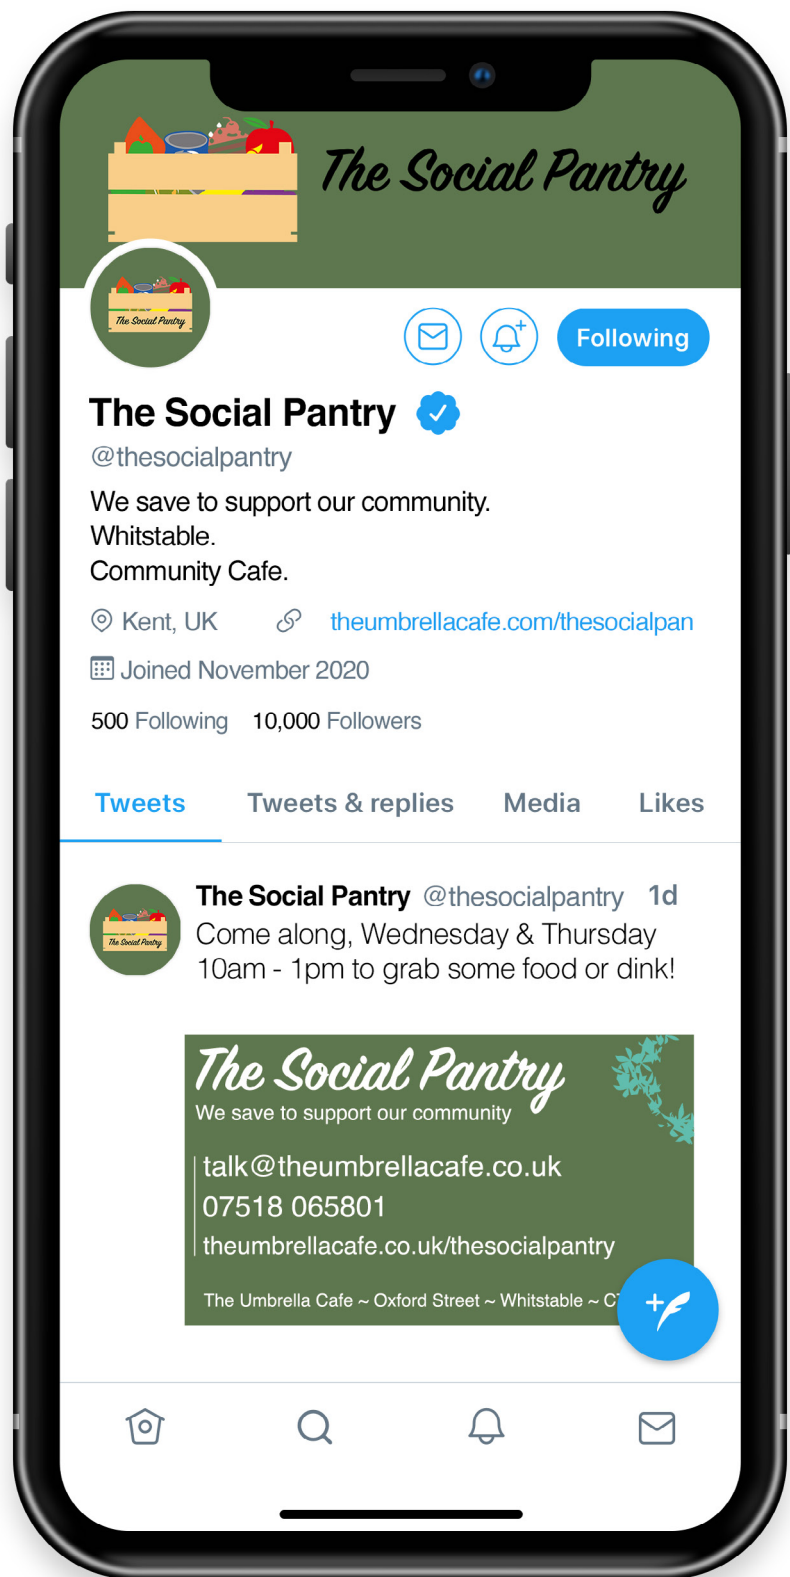 The Social Pantry
The Social Pantry
Following
The Social Pantry
@thesocialpantry
We save to support our community.
Whitstable.
Community Cafe.
Kent, UK theumbrellacafe.com/thesocialpan
Joined November 2020
500 Following 10,000 Followers
Tweets Tweets & replies Media Likes
The Social Pantry @thesocialpantry 1d
Come along, Wednesday & Thursday
10am - 1pm to grab some food or dink!
The Social Pantry
The Social Pantry
We save to support our community
talk@theumbrellacafe.co.uk
07518 065801
theumbrellacafe.co.uk/thesocialpantry
The Umbrella Cafe ~ Oxford Street ~ Whitstable ~